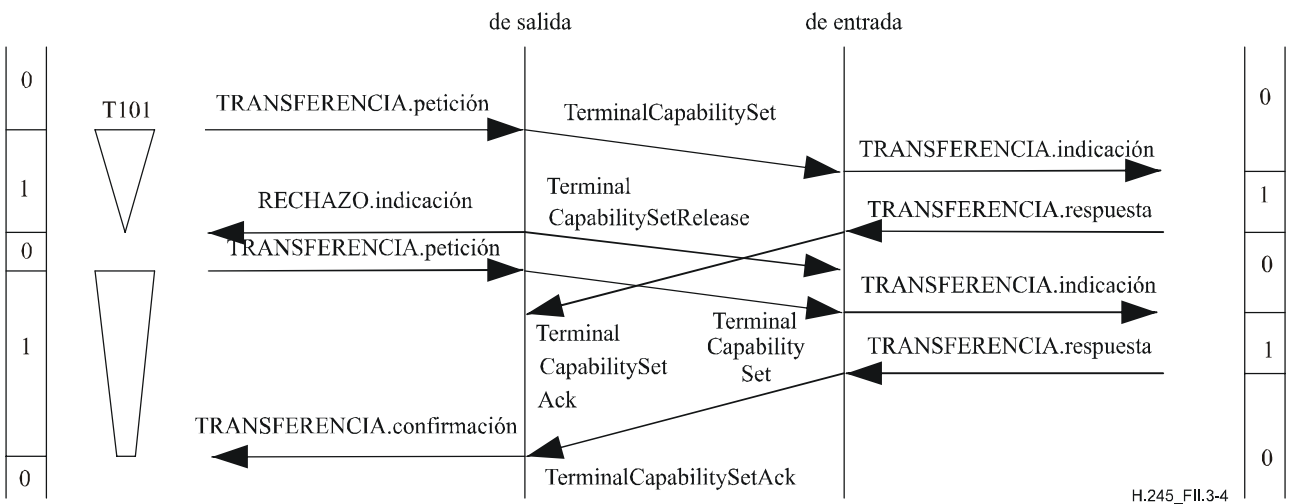 de salida
de entrada
0
T101
TRANSFERENCIA.petición
TerminalCapabilitySet
0
TRANSFERENCIA.indicación
1
RECHAZO.indicación
Terminal
CapabilitySetRelease
TRANSFERENCIA.respuesta
1
0
TRANSFERENCIA.petición
0
TRANSFERENCIA.indicación
1
Terminal
CapabilitySet
Ack
Terminal
Capability
Set
TRANSFERENCIA.respuesta
1
TRANSFERENCIA.confirmación
0
TerminalCapabilitySetAck
0
H.245_FII.3-4